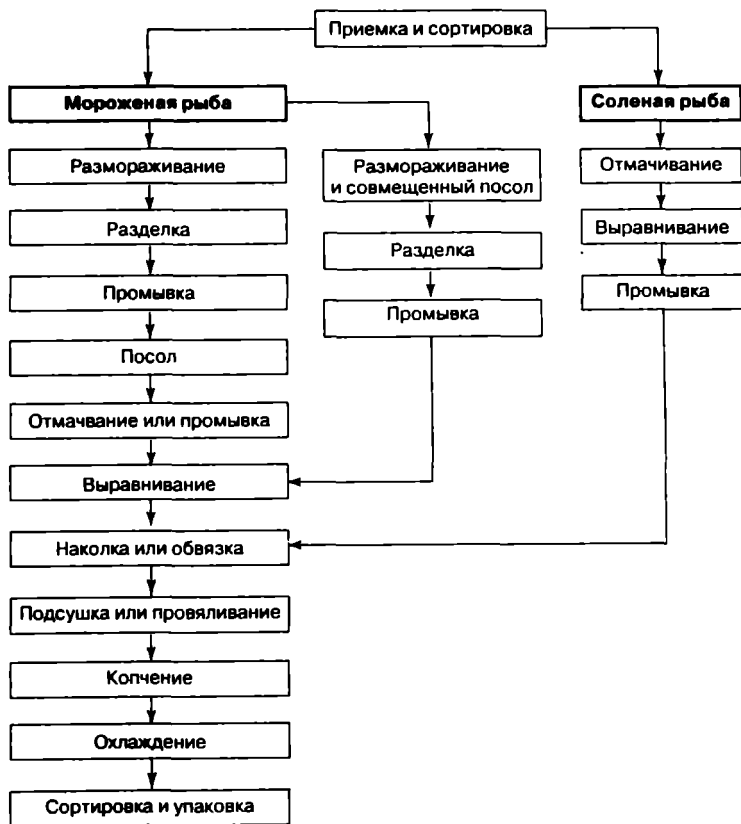 Приемка и сортировка
Мороженая рыба
Соленая рыба
Размораживание
Размораживание
и совмещенный посол
Отмачивание
Разделка
Выравнивание
Разделка
Промывка
Промывка
Промывка
Посол
Отмачвание или промывка
Выравнивание
Наколка или обвязка
Подсушка или провяливание
Копчение
Охлаждение
Сортировка и упаковка